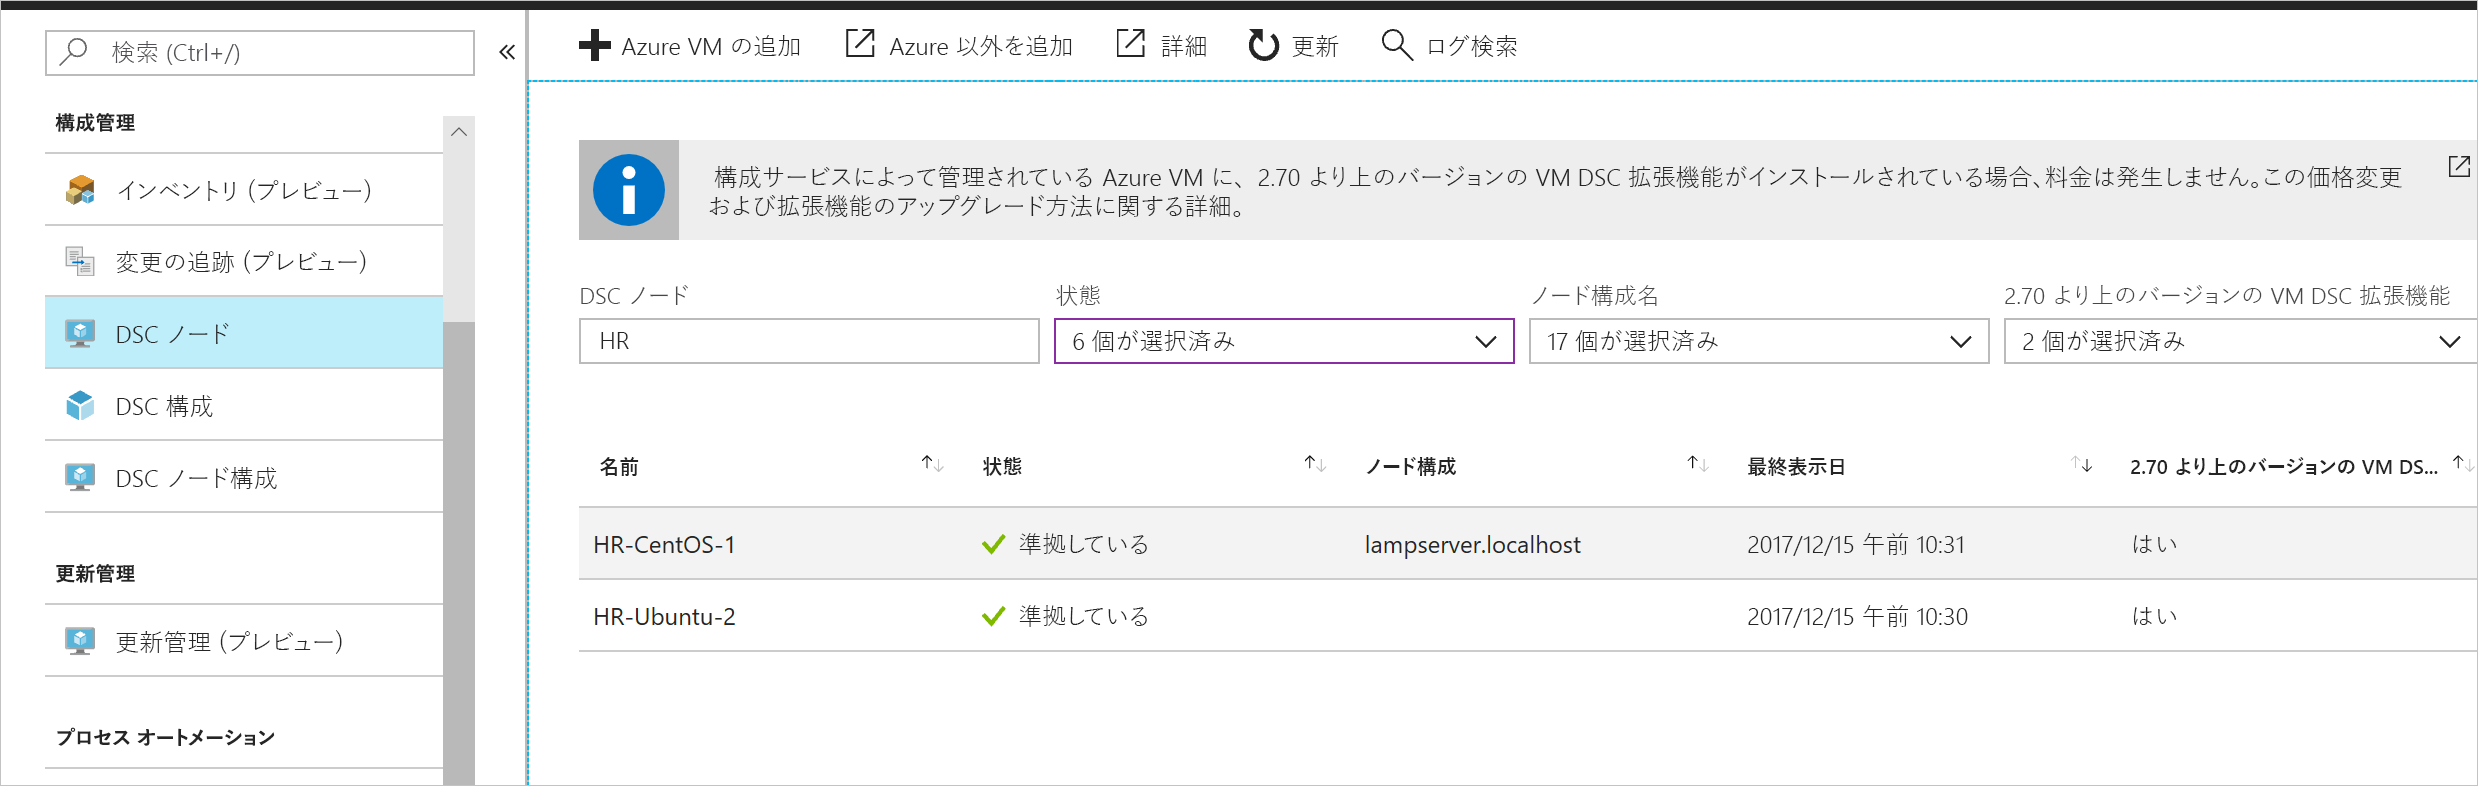 検索 (Ctrl+/)
構成管理
インベントリ (プレビュー)
変更の追跡 (プレビュー)
DSC ノード
DSC 構成
DSC ノード構成
更新管理
更新管理 (プレビュー)
プロセス オートメーション
Azure VM の追加 Azure 以外を追加 詳細 更新 ログ検索
構成サービスによって管理されている Azure VM に、2.70 より上のバージョンの VM DSC 拡張機能がインストールされている場合、料金は発生しません。この価格変更
および拡張機能のアップグレード方法に関する詳細。
DSC ノード 状態 ノード構成名 2.70 より上のバージョンの VM DSC 拡張機能
HR 6 個が選択済み 17 個が選択済み 2 個が選択済み
名前 状態 ノード構成 最終表示日 2.70 より上のバージョンの VM DS...
HR-CentOS-1 準拠している lampserver.localhost 2017/12/15 午前 10:31 はい
HR-Ubuntu-2 準拠している 2017/12/15 午前 10:30 はい